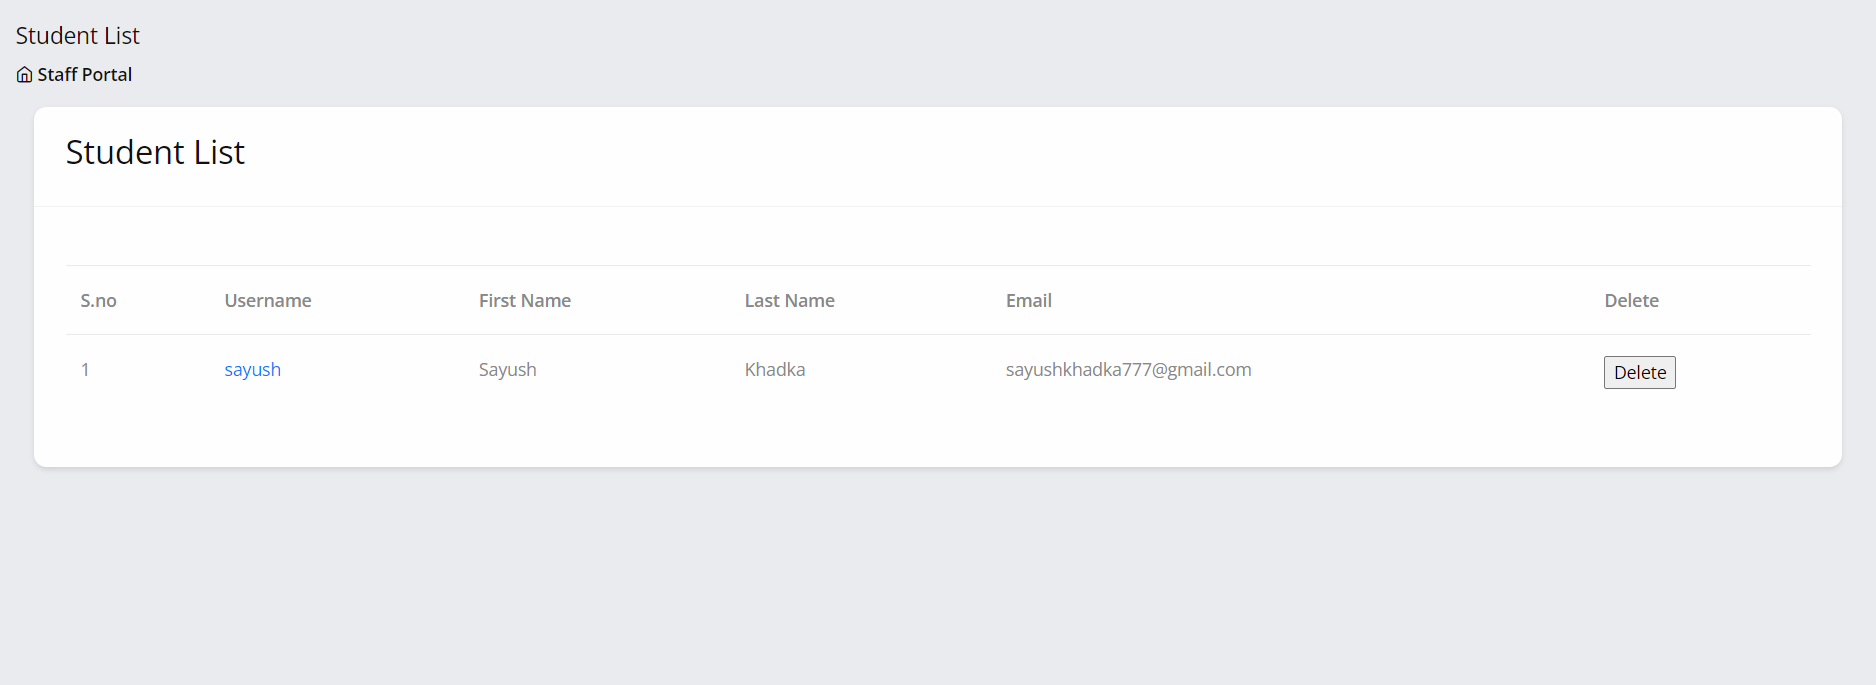 Student List
Staff Portal
Student List
S.no Username First Name Last Name Email Delete
1 sayush Sayush Khadka sayushkhadka777@gmail.com Delete